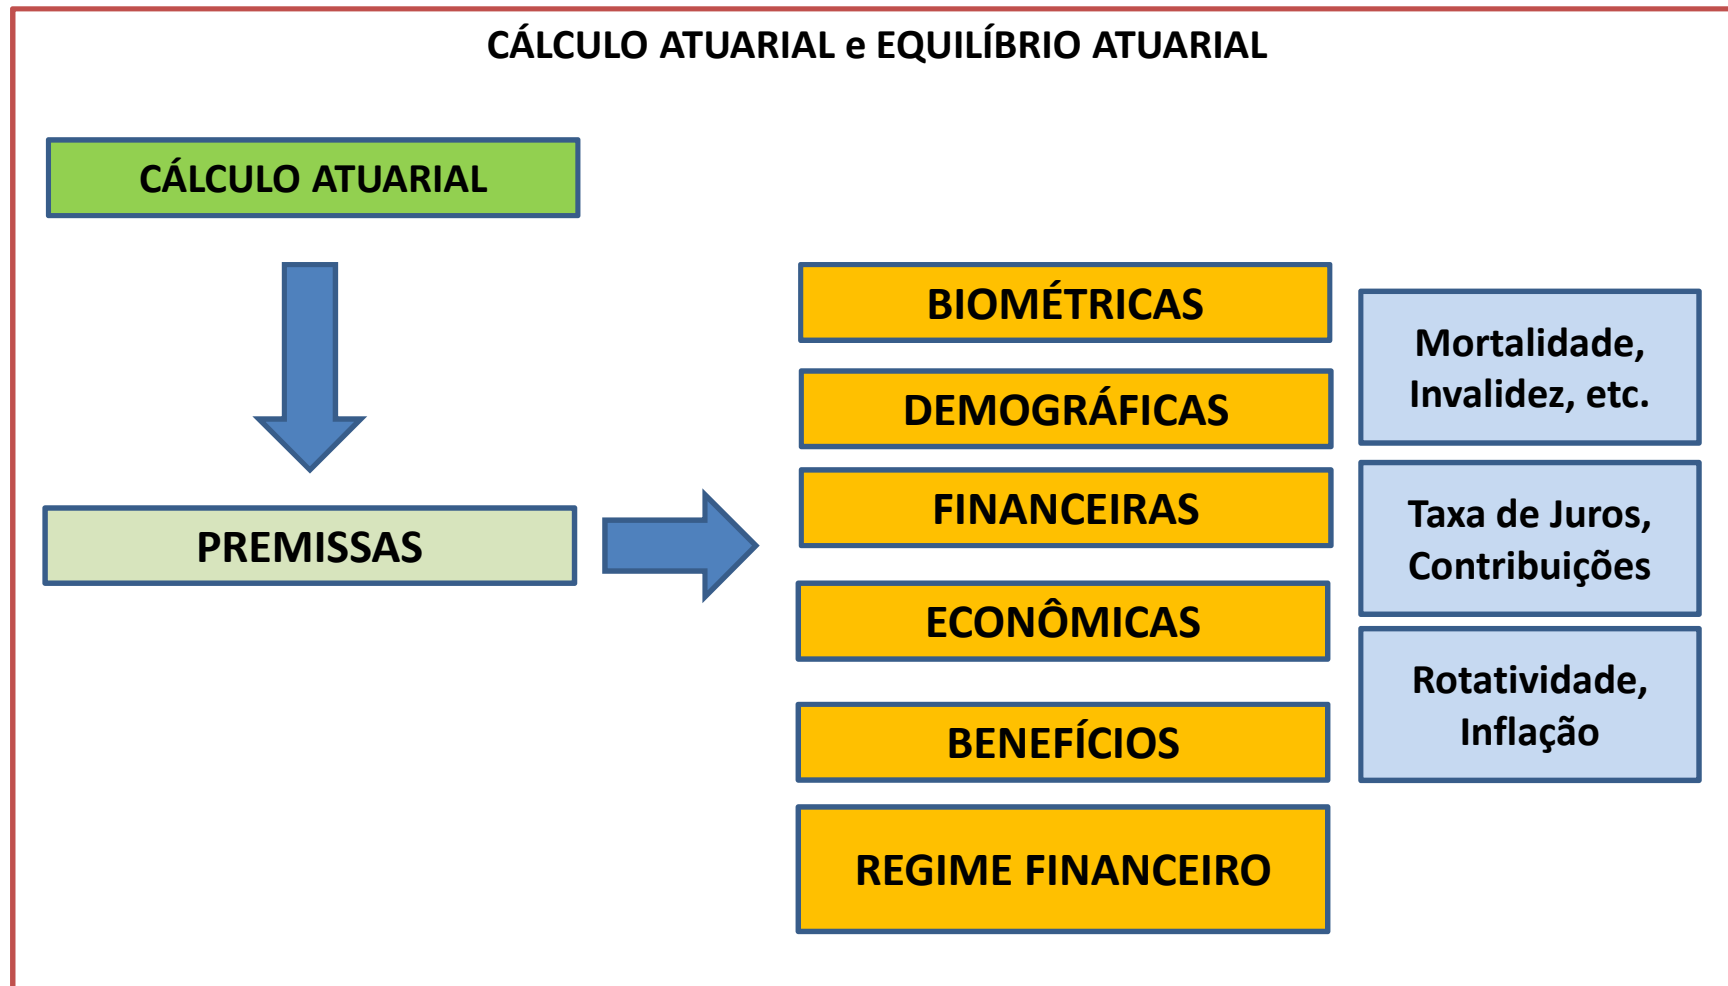 CÁLCULO ATUARIAL e EQUILÍBRIO ATUARIAL
CÁLCULO ATUARIAL
PREMISSAS
BIOMÉTRICAS
DEMOGRÁFICAS
FINANCEIRAS
ECONÔMICAS
BENEFÍCIOS
REGIME FINANCEIRO
Mortalidade,
Invalidez, etc.
Taxa de Juros,
Contribuições
Rotatividade,
Inflação